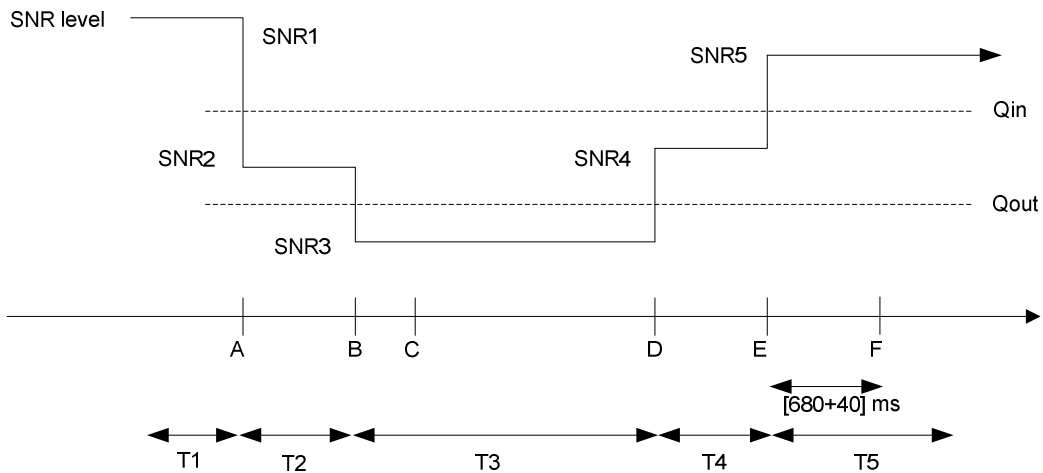 SNR level
SNR1
SNR5
Qin
SNR2
SNR4
Qout
SNR3
A
B
C
D
E
F
[680+40] ms
T1
T2
T3
T4
T5